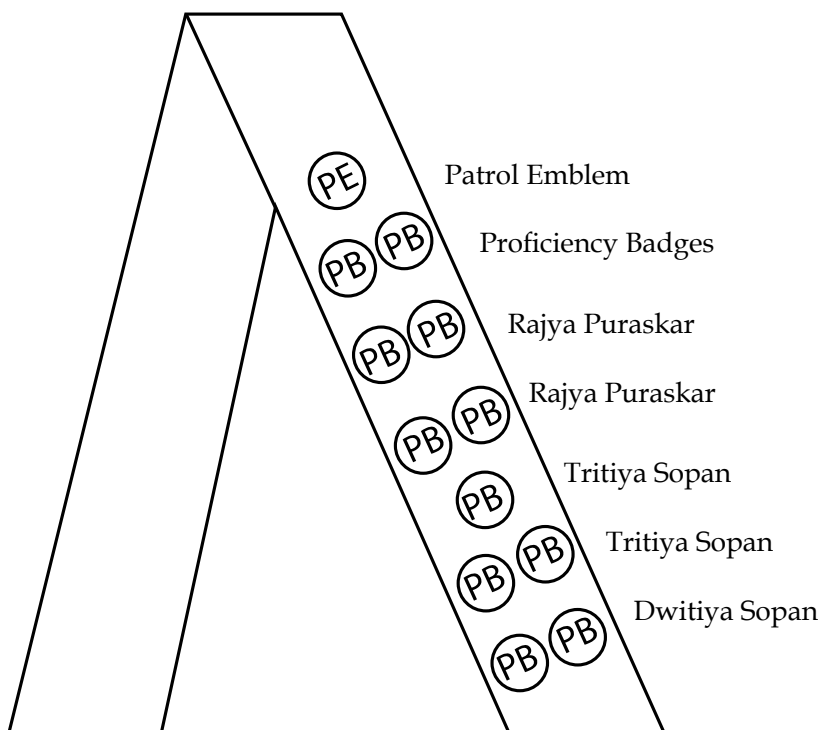 PE Patrol Emblem
PB PB Proficiency Badges
PB PB Rajya Puraskar
PB PB Rajya Puraskar
PB Tritiya Sopan
PB PB Tritiya Sopan
PB PB Dwitiya Sopan